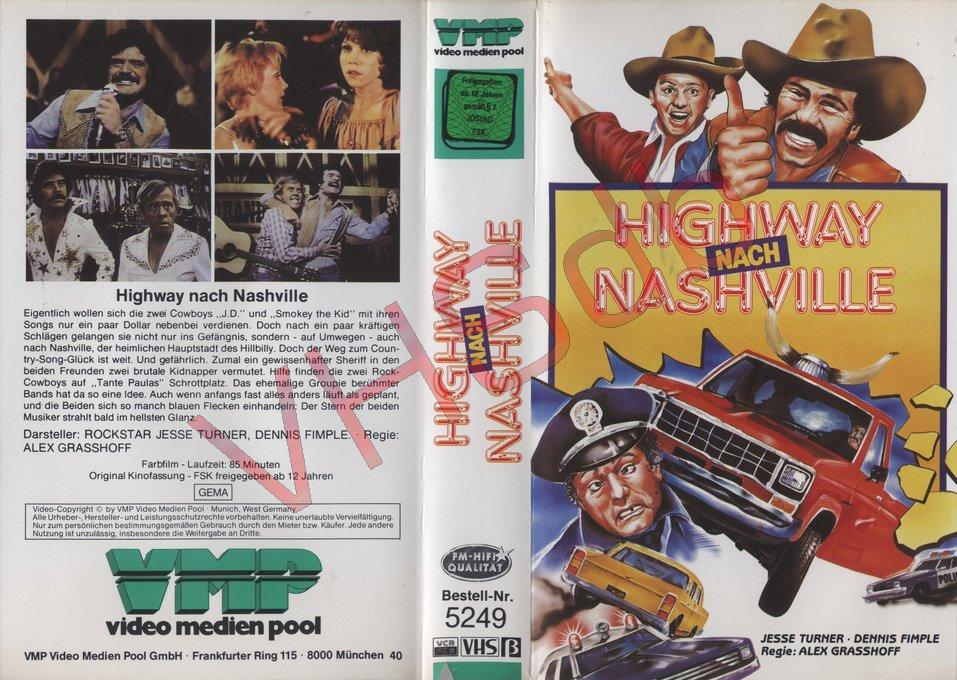 Highway nach Nashville
Eigentlich wollen sich die zwei Cowboys „J.D.” und „Smokey the Kid” mit ihren
Songs nur ein paar Dollar nebenbei verdienen. Doch nach ein paar kräftigen
Schlägen gelangen sie nicht nur ins Gefängnis, sondern - auf Umwegen - auch
nach Nashville, der heimlichen Hauptstadt des Hillbilly. Doch der Weg zum Coun-
try-Song-Glück ist weit. Und gefährlich. Zumal ein gewissenhafter Sheriff in den
beiden Freunden zwei brutale Kidnapper vermutet. Hilfe finden die zwei Rock-
Cowboys auf „Tante Paulas” Schrottplatz. Das ehemalige Groupie berühmter
Bands hat da so eine Idee. Auch wenn anfangs fast alles anders läuft als geplant,
und die Beiden sich so manch blauen Flecken einhandeln: Der Stern der beiden
Musiker strahlt bald im hellsten Glanz.
Darsteller: ROCKSTAR JESSE TURNER, DENNIS FIMPLE. · Regie:
ALEX GRASSHOFF
Farbfilm - Laufzeit: 85 Minuten
Original Kinofassung - FSK freigegeben ab 12 Jahren
GEMA
Video-Copyright © by VMP Video Medien Pool · Munich, West Germany.
Alle Urheber-, Hersteller- und Leistungsschutzrechte vorbehalten. Keine unerlaubte Vervielfältigung.
Nur zum persönlichen bestimmungsgemäßen Gebrauch durch den Mieter bzw. Käufer. Jede andere
Nutzung ist unzulässig, insbesondere die Weitergabe an Dritte.
VMP
video medien pool
VMP Video Medien Pool GmbH · Frankfurter Ring 115 · 8000 München 40
VMP
video medien pool
Freigegeben
ab 12 Jahren
gemäß § 7
JÖSchG
FSK
HIGHWAY
NACH
NASHVILLE
FM-HIFI
QUALITÄT
Bestell-Nr.
5249
VCR
VHS β
HIGHWAY
NACH
NASHVILLE
POLI
JESSE TURNER · DENNIS FIMPLE
Regie: ALEX GRASSHOFF
VHSdb